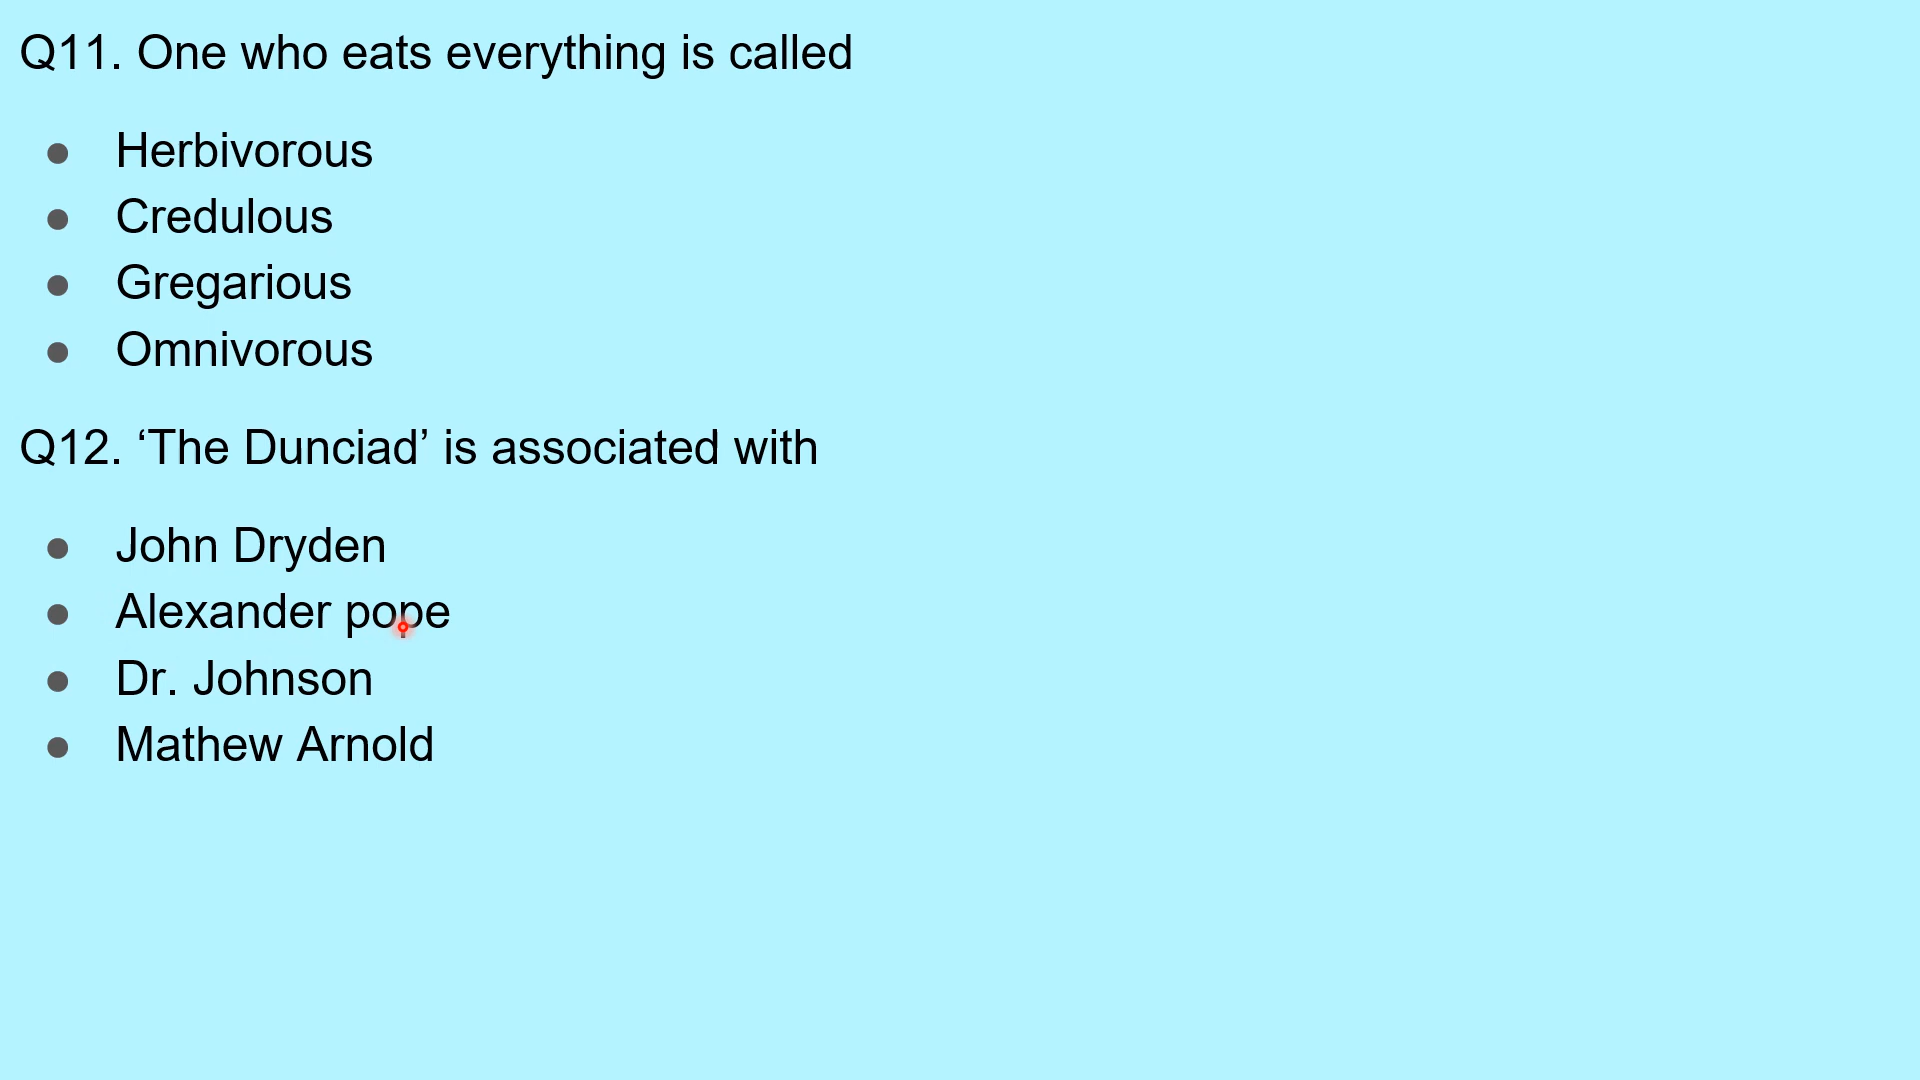 Q11. One who eats everything is called
● Herbivorous
● Credulous
● Gregarious
● Omnivorous
Q12. ‘The Dunciad’ is associated with
● John Dryden
● Alexander pope
● Dr. Johnson
● Mathew Arnold